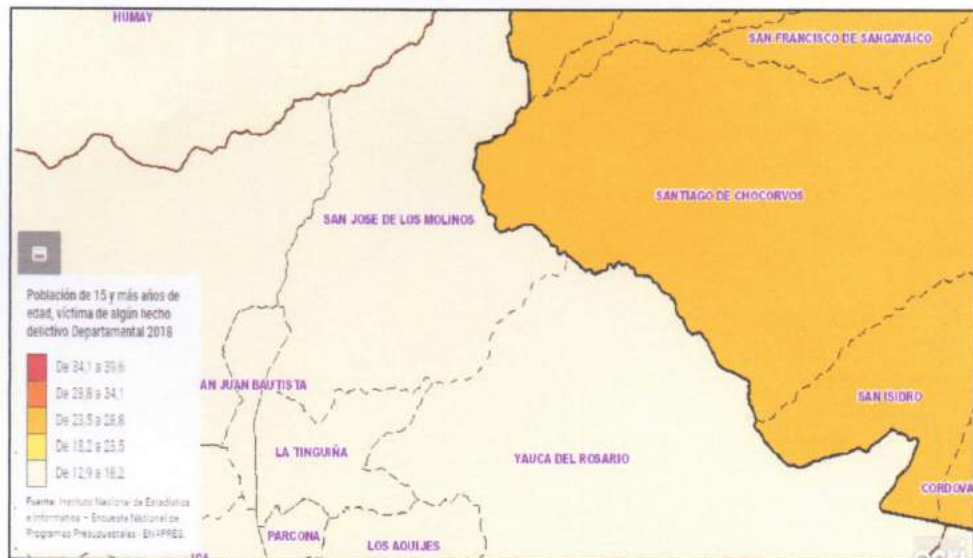 HUMAY
SAN FRANCISCO DE SANGAYAICO
SANTIAGO DE CHOCORVOS
SAN JOSE DE LOS MOLINOS
Población de 15 y más años de
edad, víctima de algún hecho
delictivo Departamental 2018
De 34,1 a 39,6
De 28,8 a 34,1
De 23,5 a 28,8
De 18,2 a 23,5
De 12,9 a 18,2
Fuente: Instituto Nacional de Estadística
e Informática – Encuesta Nacional de
Programas Presupuestales - ENAPRES.
AN JUAN BAUTISTA
SAN ISIDRO
LA TINGUIÑA
YAUCA DEL ROSARIO
CORDOVA
PARCONA
LOS AQUIJES
ICA
esri